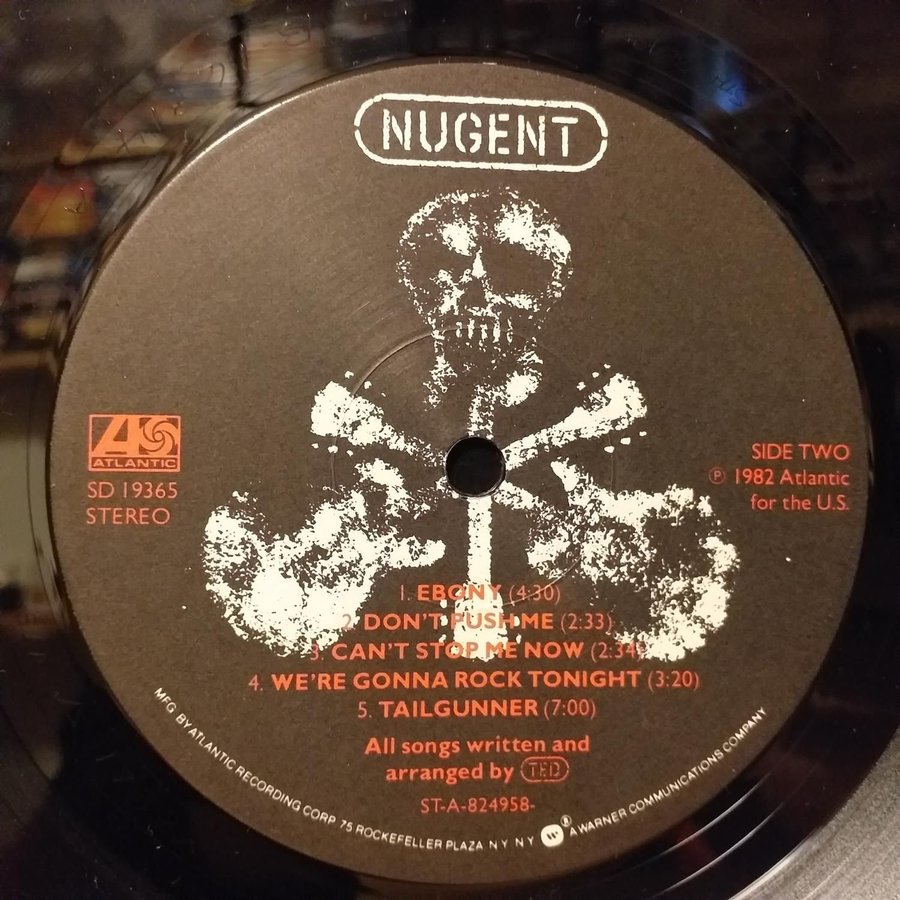 NUGENT
ATLANTIC
SD 19365
STEREO
SIDE TWO
℗ 1982 Atlantic
for the U.S.
1. EBONY (4:30)
2. DON'T PUSH ME (2:33)
3. CAN'T STOP ME NOW (2:34)
4. WE'RE GONNA ROCK TONIGHT (3:20)
5. TAILGUNNER (7:00)
All songs written and
arranged by TED
ST-A-824958-
MFG BY ATLANTIC RECORDING CORP. 75 ROCKEFELLER PLAZA N Y N Y W ® A WARNER COMMUNICATIONS COMPANY